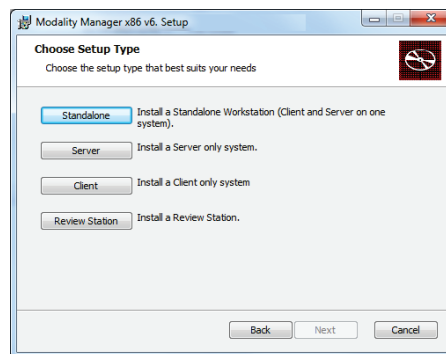 Modality Manager x86 v6. Setup
Choose Setup Type
Choose the setup type that best suits your needs
Standalone
Install a Standalone Workstation (Client and Server on one
system).
Server
Install a Server only system.
Client
Install a Client only system
Review Station
Install a Review Station.
Back
Next
Cancel